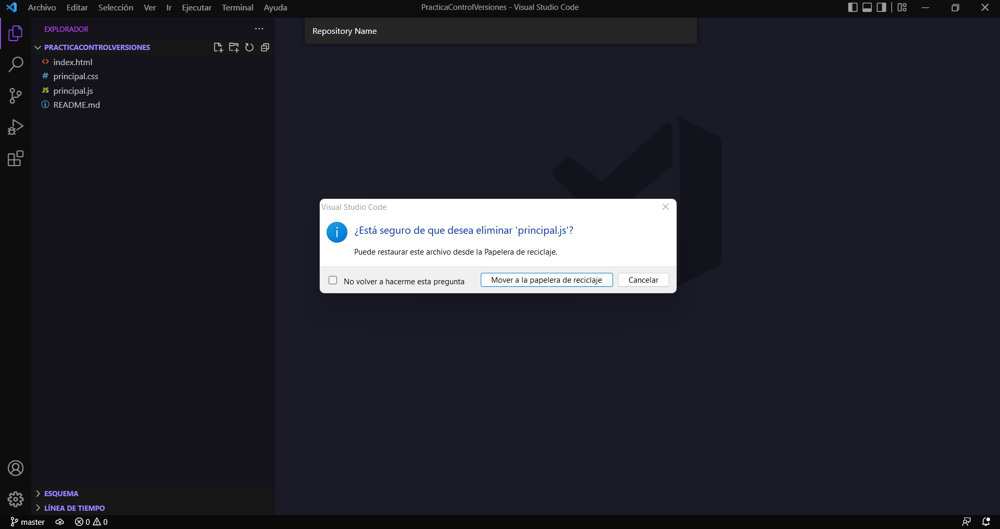 Archivo Editar Selección Ver Ir Ejecutar Terminal Ayuda
PracticaControlVersiones - Visual Studio Code
EXPLORADOR
PRACTICACONTROLVERSIONES
<> index.html
# principal.css
JS principal.js
README.md
Repository Name
Visual Studio Code
¿Está seguro de que desea eliminar 'principal.js'?
Puede restaurar este archivo desde la Papelera de reciclaje.
No volver a hacerme esta pregunta
Mover a la papelera de reciclaje
Cancelar
ESQUEMA
LÍNEA DE TIEMPO
master
0 0